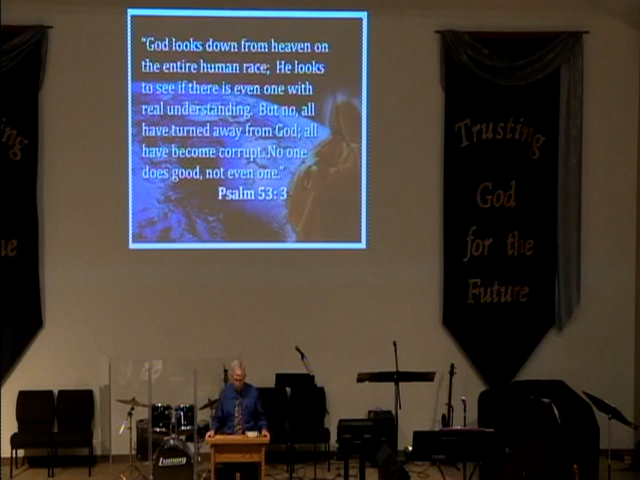 "God looks down from heaven on
the entire human race; He looks
to see if there is even one with
real understanding. But no, all
have turned away from God; all
have become corrupt. No one
does good, not even one."
Psalm 53: 3
Trusting
God
for the
Future
ing
Ludwig